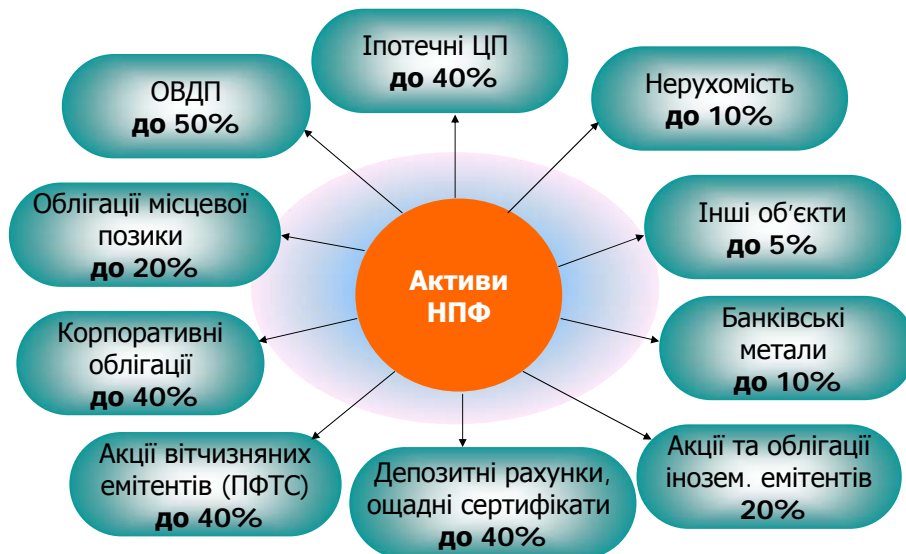 Іпотечні ЦП
до 40%
ОВДП
до 50%
Нерухомість
до 10%
Облігації місцевої
позики
до 20%
Інші об'єкти
до 5%
Активи
НПФ
Корпоративні
облігації
до 40%
Банківські
метали
до 10%
Акції вітчизняних
емітентів (ПФТС)
до 40%
Депозитні рахунки,
ощадні сертифікати
до 40%
Акції та облігації
інозем. емітентів
20%